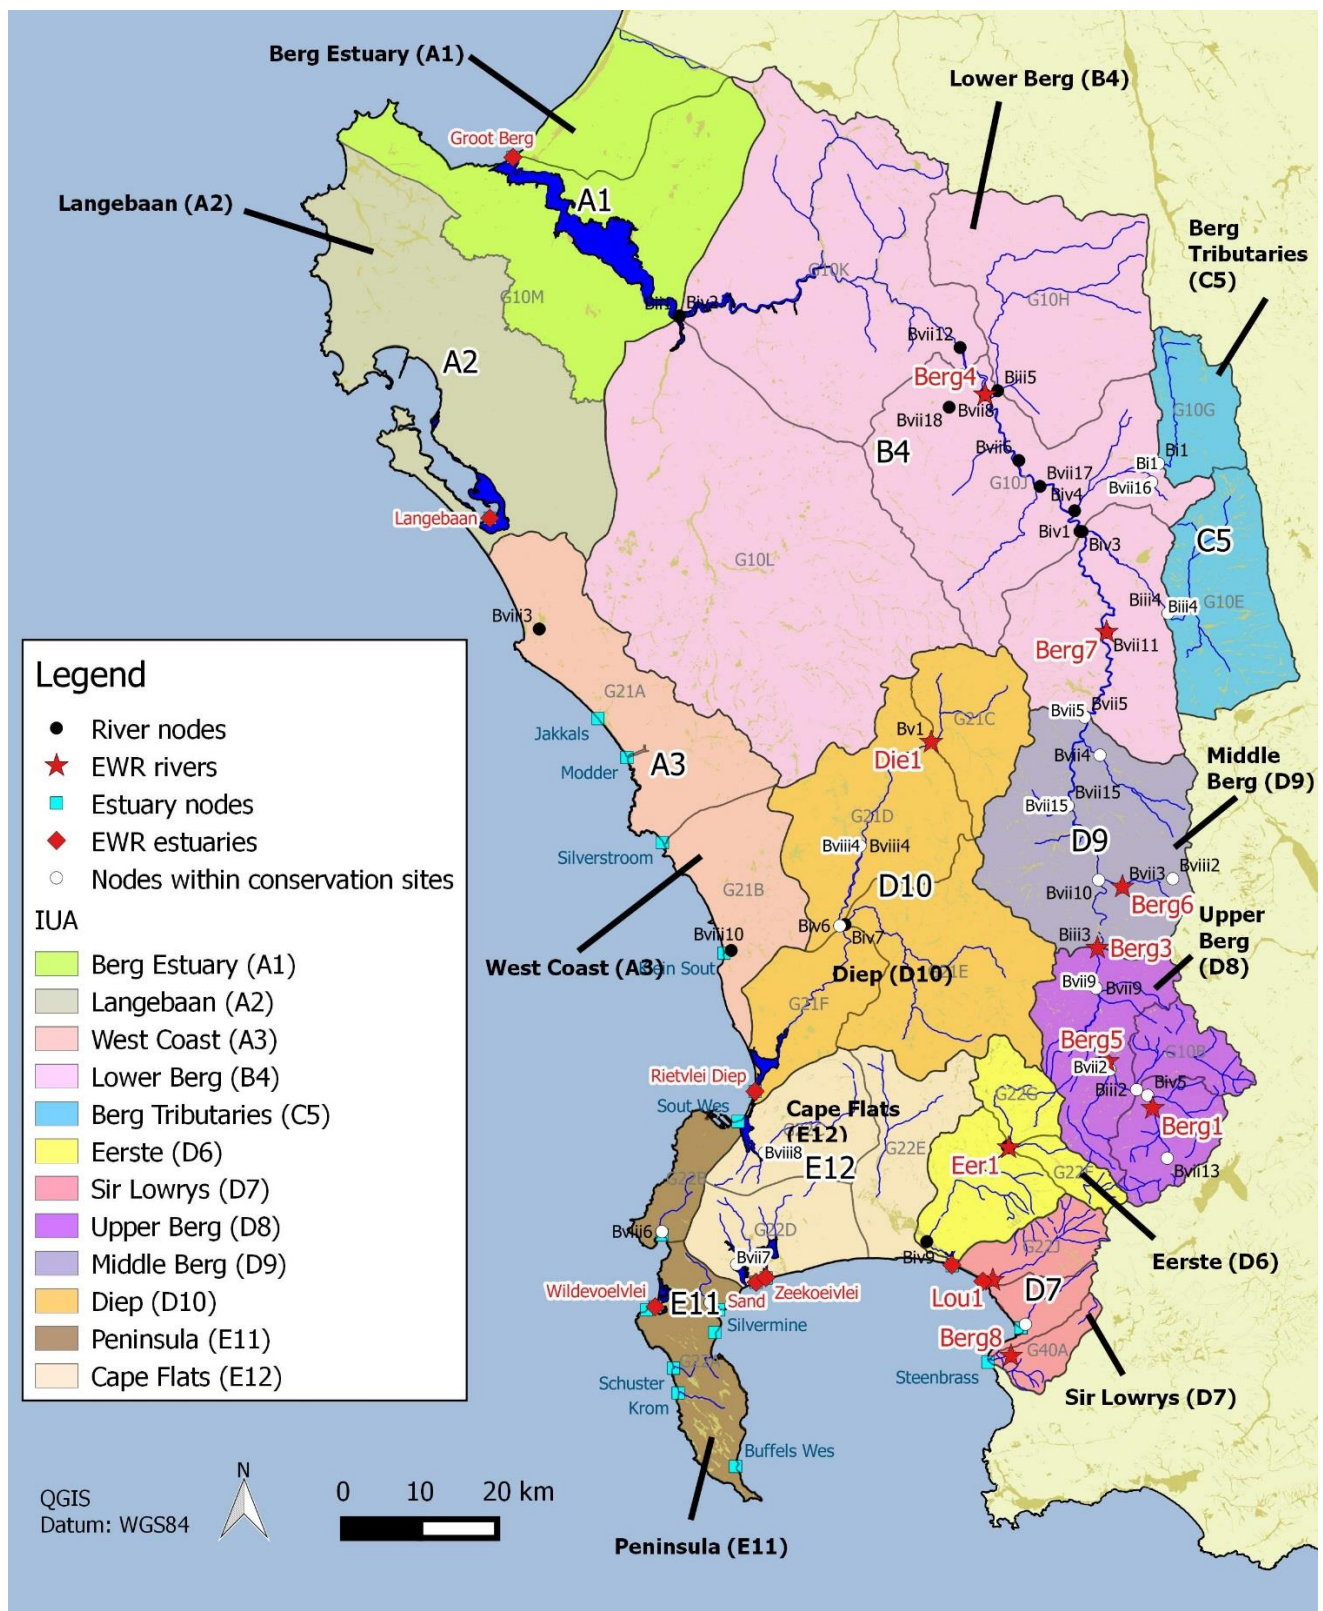 Berg Estuary (A1)
Lower Berg (B4)
Groot Berg
Langebaan (A2)
A1
Berg
Tributaries
(C5)
G10K
G10M
G10H
Bvii12
A2
Berg4
Biii5
Bvii18
Bvii8
G10G
B4
Bvii6
Bvii17
Bi1
Bi1
G10J
Bvii16
Biv4
Langebaan
Biv1
Biv3
C5
G10L
Biii4
Biii4
G10E
Bviii3
Berg7
Bvii11
Legend
River nodes
EWR rivers
Estuary nodes
EWR estuaries
Nodes within conservation sites
IUA
Berg Estuary (A1)
Langebaan (A2)
West Coast (A3)
Lower Berg (B4)
Berg Tributaries (C5)
Eerste (D6)
Sir Lowrys (D7)
Upper Berg (D8)
Middle Berg (D9)
Diep (D10)
Peninsula (E11)
Cape Flats (E12)
G21A
Jakkals
Modder
A3
Bv1
G21C
Die1
Bvii5
Bvii5
Bvii4
Middle
Berg (D9)
Bvii15
Bvii15
G21D
Silverstroom
Bviii4
Bviii4
D9
G21B
D10
Bvii10
Bvii3
Bviii2
Berg6
Upper
Berg
(D8)
Biv6
Biv7
Biii3
Berg3
Bviii10
Klein Sout
West Coast (A3)
Diep (D10)
G21E
G21F
Bvii9
Bvii9
Berg5
Bvii2
G10B
Rietvlei Diep
Sout Wes
Cape Flats
(E12)
G22C
G22E
G22G
Biii2
Biv5
Berg1
Bviii8
E12
Eer1
G22F
Bvii13
G22B
Bviii6
G22D
Bvii7
Biv9
G22J
Eerste (D6)
Wildevoelvlei
E11
Sand
Zeekoeivlei
Silvermine
Lou1
D7
Berg8
G40A
Steenbrass
Schuster
Krom
Sir Lowrys (D7)
Buffels Wes
N
QGIS
Datum: WGS84
0 10 20 km
Peninsula (E11)